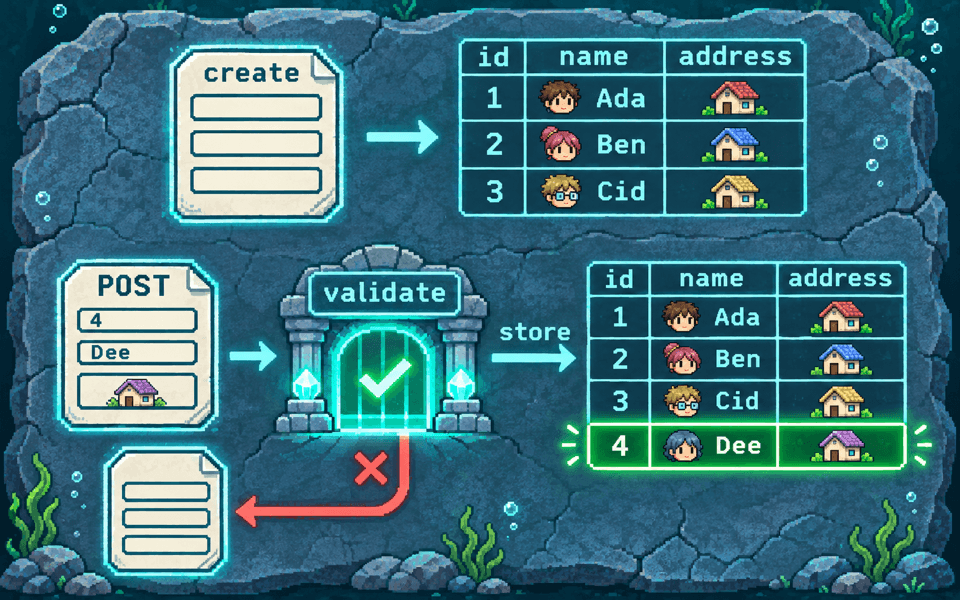 create
id name address
1 Ada
2 Ben
3 Cid
POST
4
Dee
validate
store
id name address
1 Ada
2 Ben
3 Cid
4 Dee